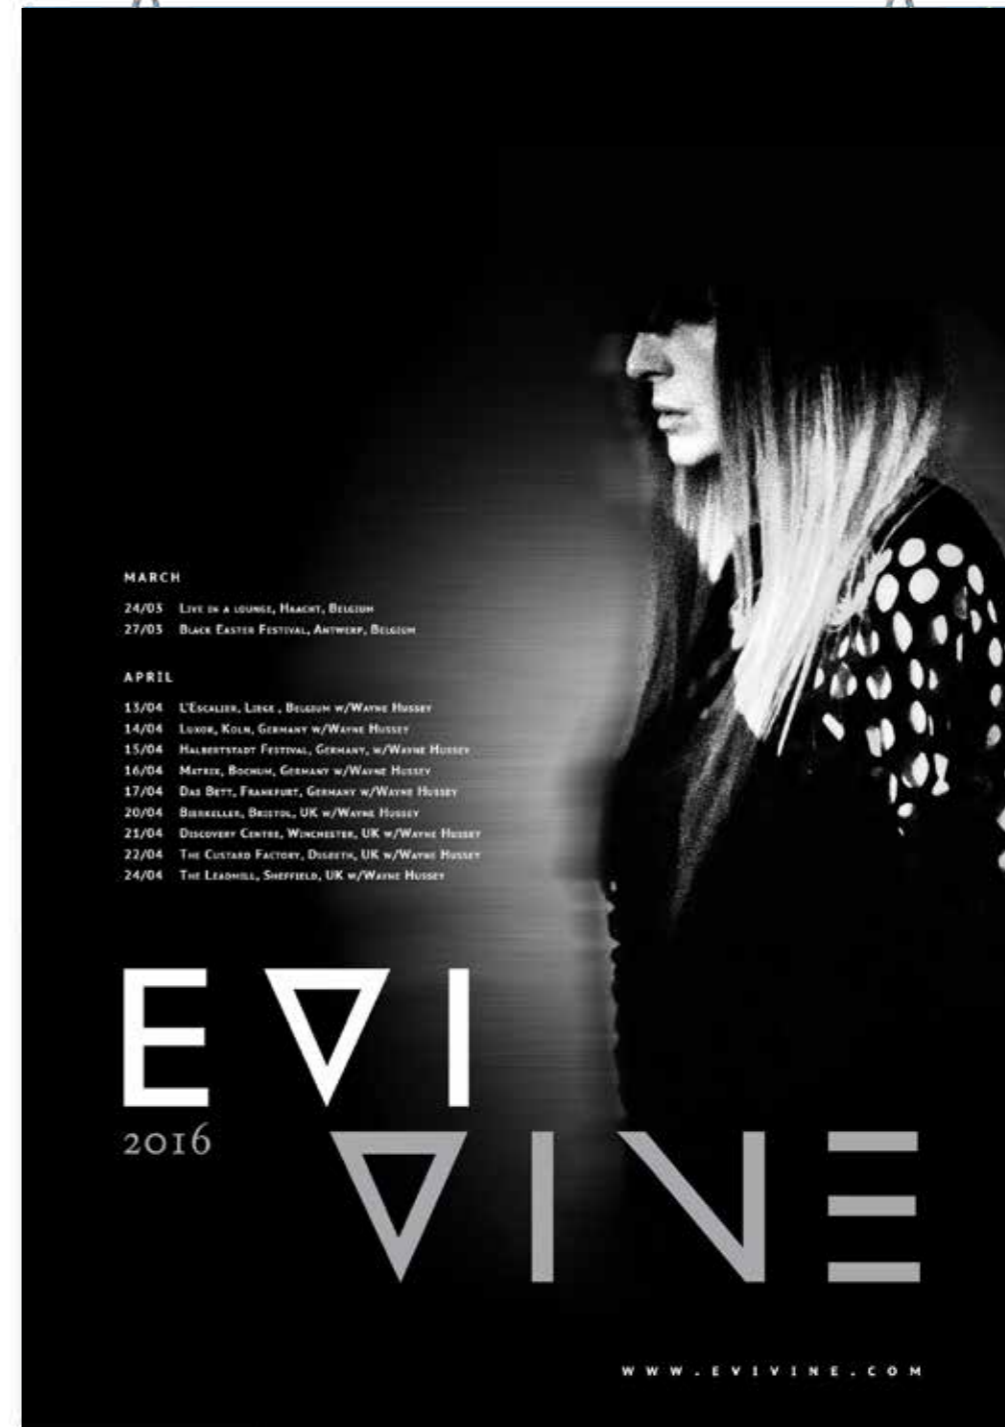 MARCH
24/03 Live in a lounge, Haacht, Belgium
27/03 Black Easter Festival, Antwerp, Belgium
APRIL
13/04 L'Escalier, Liege , Belgium w/Wayne Hussey
14/04 Luxor, Koln, Germany w/Wayne Hussey
15/04 Halbertstadt Festival, Germany, w/Wayne Hussey
16/04 Matrix, Bochum, Germany w/Wayne Hussey
17/04 Das Bett, Frankfurt, Germany w/Wayne Hussey
20/04 Bierkeller, Bristol, UK w/Wayne Hussey
21/04 Discovery Centre, Winchester, UK w/Wayne Hussey
22/04 The Custard Factory, Digbeth, UK w/Wayne Hussey
24/04 The Leadmill, Sheffield, UK w/Wayne Hussey
EVI
2016
VINE
WWW.EVIVINE.COM